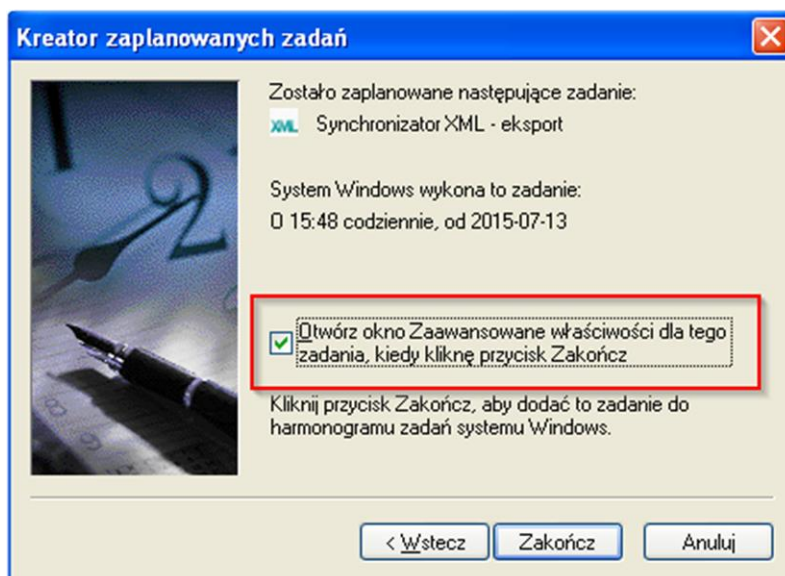 Kreator zaplanowanych zadań
Zostało zaplanowane następujące zadanie:
XML Synchronizator XML - eksport
System Windows wykona to zadanie:
O 15:48 codziennie, od 2015-07-13
Otwórz okno Zaawansowane właściwości dla tego
zadania, kiedy kliknę przycisk Zakończ
Kliknij przycisk Zakończ, aby dodać to zadanie do
harmonogramu zadań systemu Windows.
< Wstecz Zakończ Anuluj